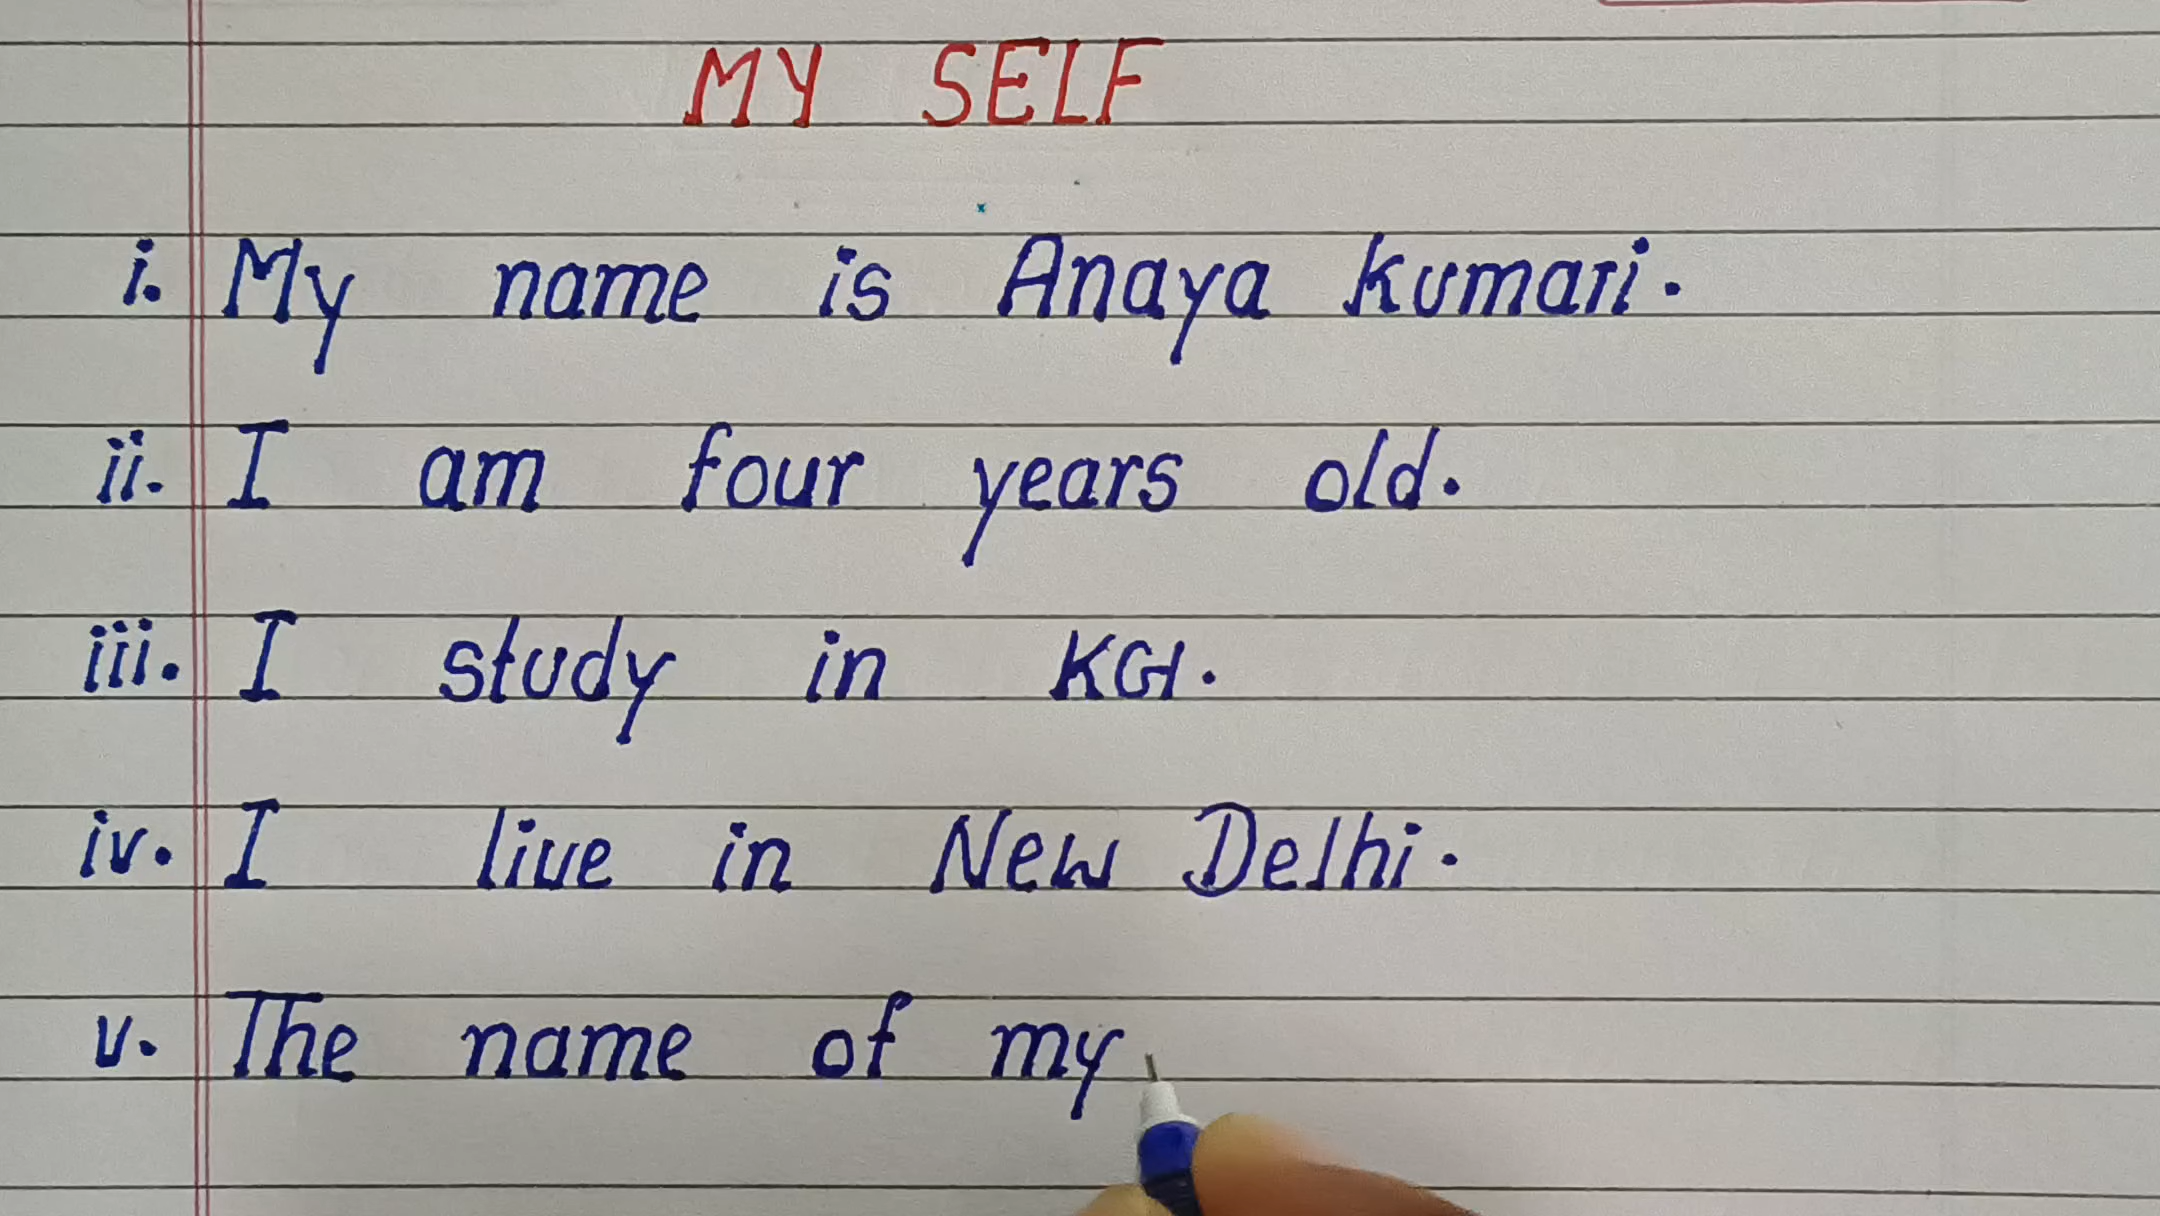 MY SELF
i. My name is Anaya kumari.
ii. I am four years old.
iii. I study in KG.
iv. I live in New Delhi.
v. The name of my